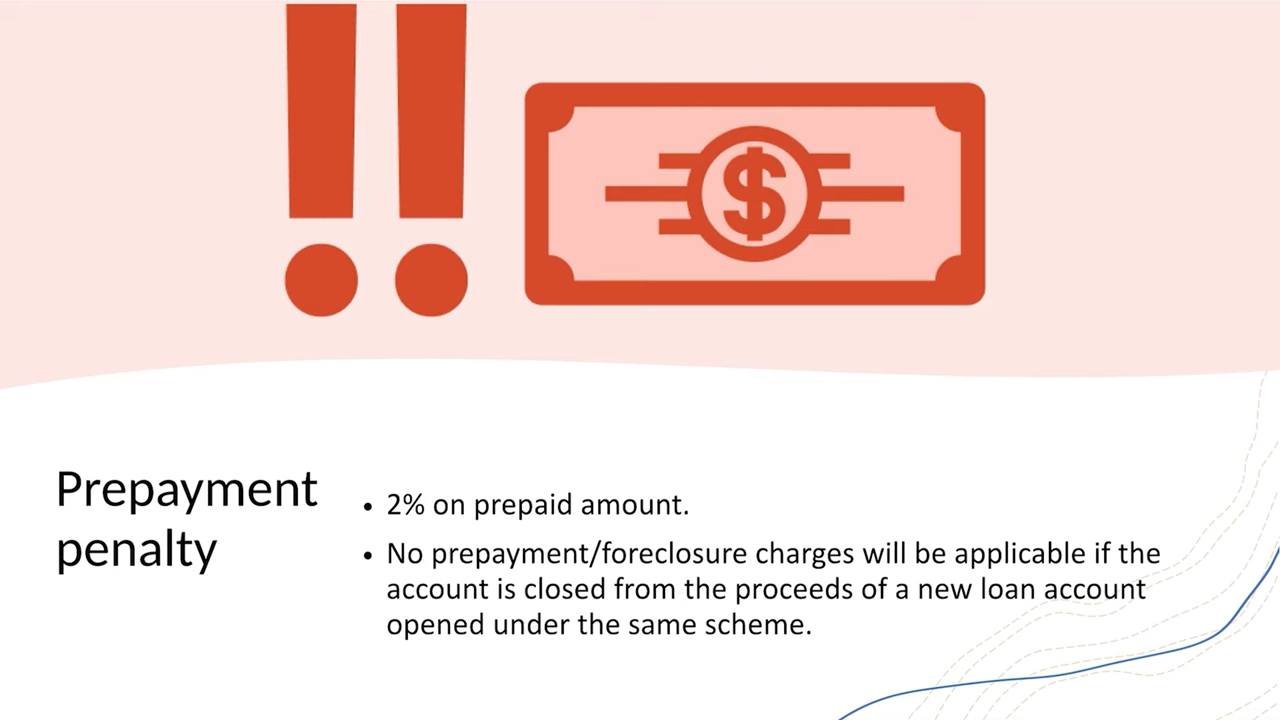 Prepayment
penalty
• 2% on prepaid amount.
• No prepayment/foreclosure charges will be applicable if the
account is closed from the proceeds of a new loan account
opened under the same scheme.
!!
$